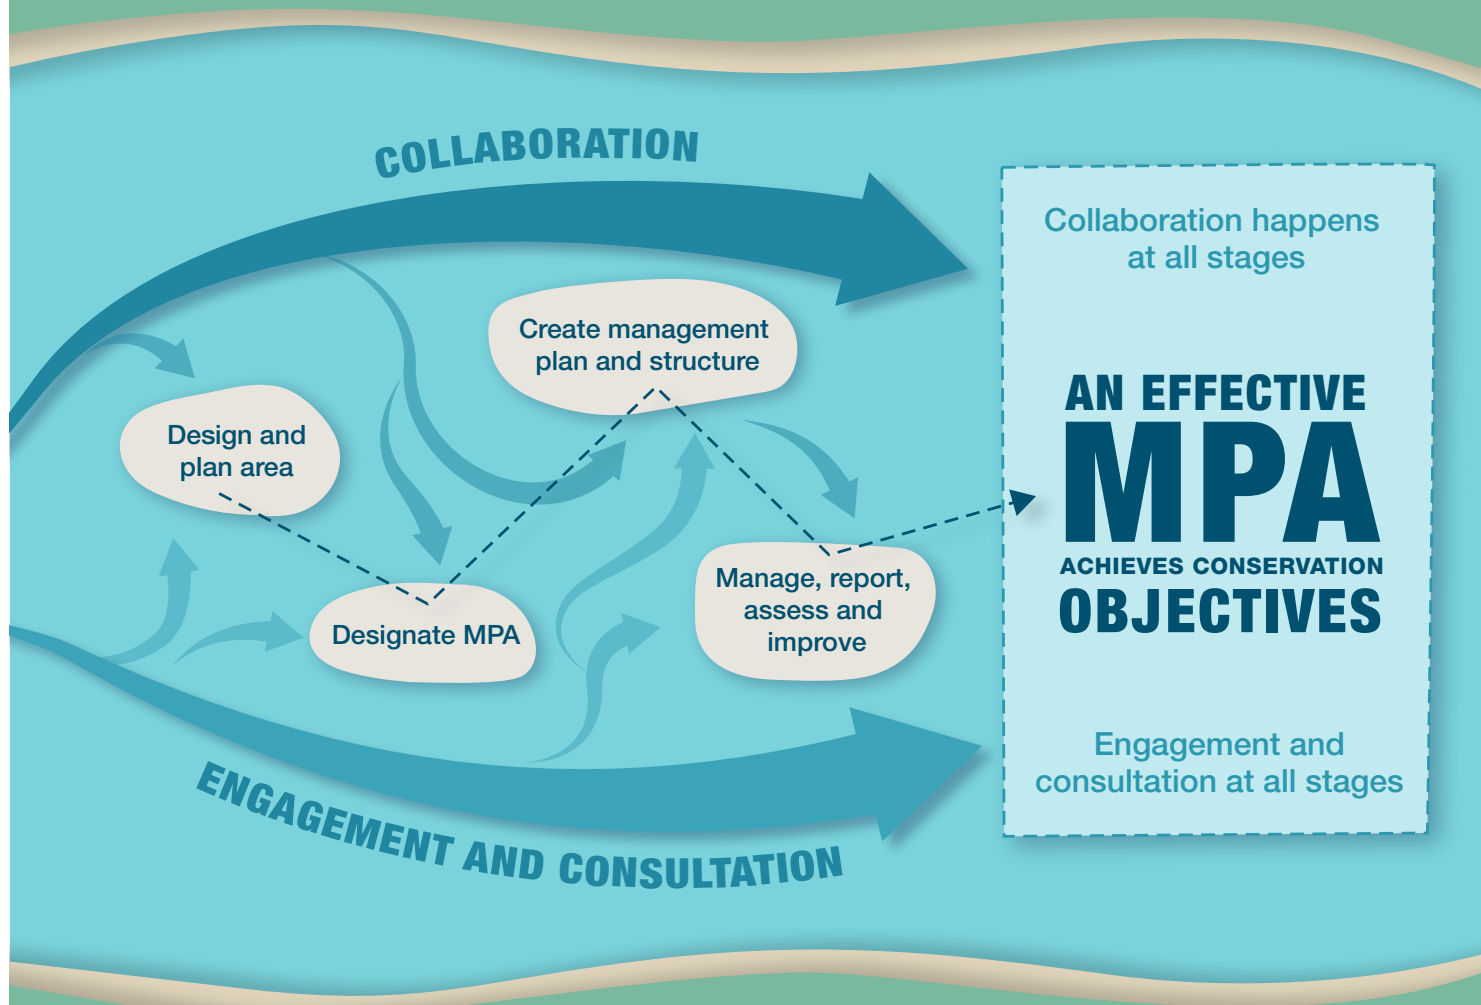 COLLABORATION
Design and
plan area
Designate MPA
Create management
plan and structure
Manage, report,
assess and
improve
ENGAGEMENT AND CONSULTATION
Collaboration happens
at all stages
AN EFFECTIVE
MPA
ACHIEVES CONSERVATION
OBJECTIVES
Engagement and
consultation at all stages